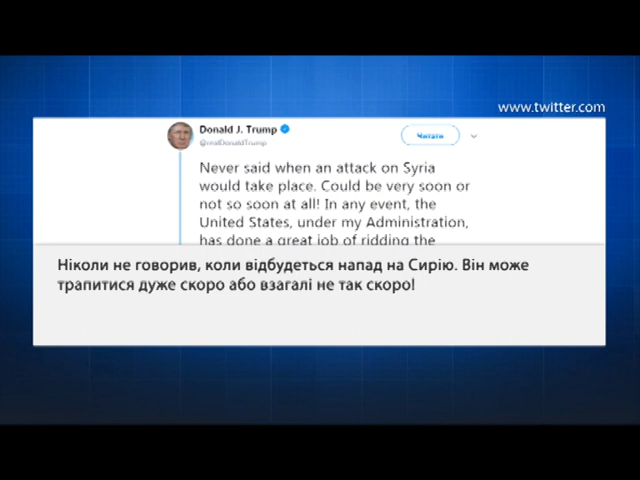 www.twitter.com
Donald J. Trump
@realDonaldTrump
Читати
Never said when an attack on Syria
would take place. Could be very soon or
not so soon at all! In any event, the
United States, under my Administration,
has done a great job of ridding the
Ніколи не говорив, коли відбудеться напад на Сирію. Він може
трапитися дуже скоро або взагалі не так скоро!